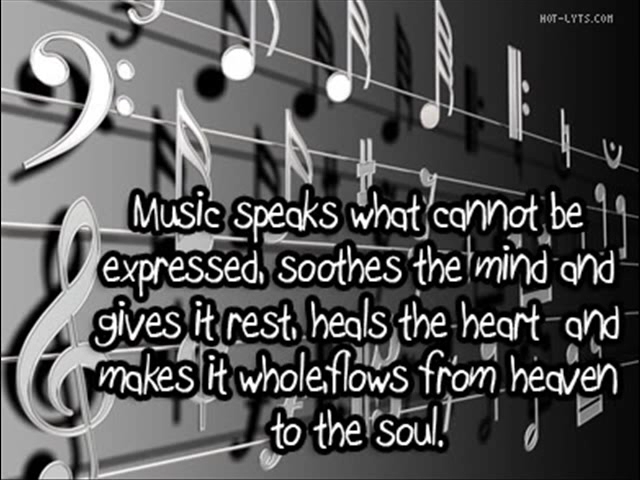 HOT-LYTS.COM
Music speaks what cannot be
expressed, soothes the mind and
gives it rest, heals the heart and
makes it whole,flows from heaven
to the soul.